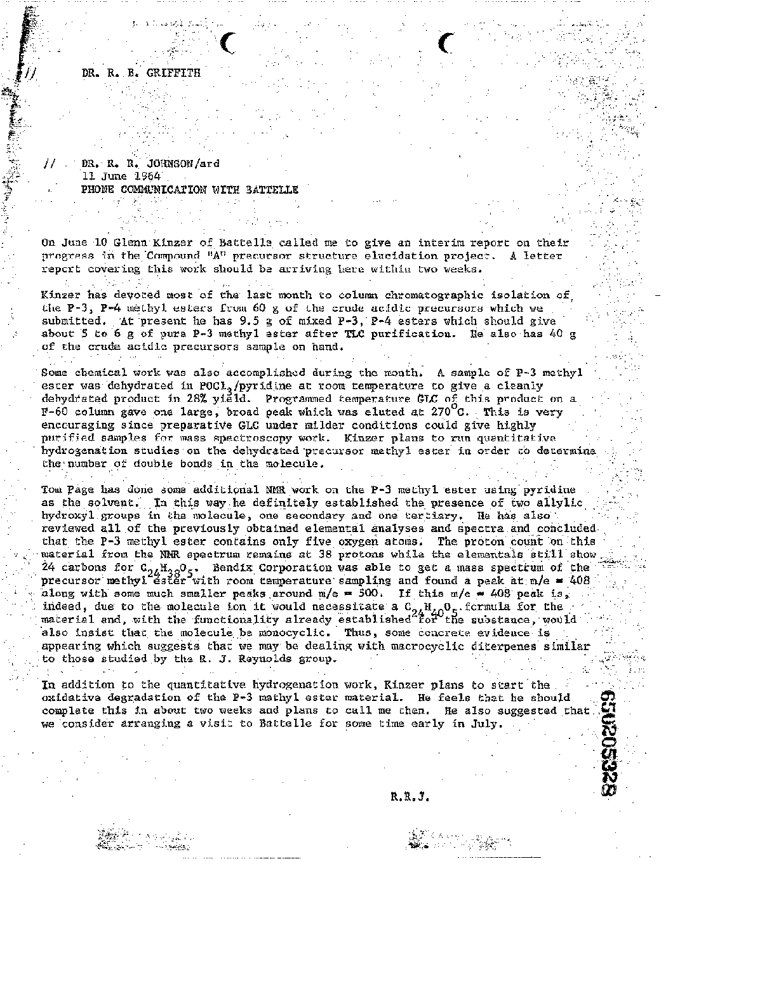 DR. R. B. GRIFFITH
// DR. R. R. JOHNSON/ard
11 June 1964
PHONE COMMUNICATION WITH BATTELLE
On June 10 Glenn Kinzer of Battelle called me to give an interim report on their
progress in the Compound "A" precursor structure elucidation project. A letter
report covering this work should be arriving here within two weeks.
Kinzer has devoted most of the last month to column chromatographic isolation of
the P-3, P-4 methyl esters from 60 g of the crude acidic precursors which we
submitted. At present he has 9.5 g of mixed P-3, P-4 esters which should give
about 5 to 6 g of pure P-3 methyl ester after TLC purification. He also has 40 g
of the crude acidic precursors sample on hand.
Some chemical work was also accomplished during the month. A sample of P-3 methyl
ester was dehydrated in POCl3/pyridine at room temperature to give a cleanly
dehydrated product in 28% yield. Programmed temperature GLC of this product on a
F-60 column gave one large, broad peak which was eluted at 270°C. This is very
encouraging since preparative GLC under milder conditions could give highly
purified samples for mass spectroscopy work. Kinzer plans to run quantitative
hydrogenation studies on the dehydrated precursor methyl ester in order to determine
the number of double bonds in the molecule.
Tom Page has done some additional NMR work on the P-3 methyl ester using pyridine
as the solvent. In this way he definitely established the presence of two allylic
hydroxyl groups in the molecule, one secondary and one tertiary. He has also
reviewed all of the previously obtained elemental analyses and spectra and concluded
that the P-3 methyl ester contains only five oxygen atoms. The proton count on this
material from the NMR spectrum remains at 38 protons while the elementals still show
24 carbons for C24H38O5. Bendix Corporation was able to get a mass spectrum of the
precursor methyl ester with room temperature sampling and found a peak at m/e = 408
along with some much smaller peaks around m/e = 500. If this m/e = 408 peak is,
indeed, due to the molecule ion it would necessitate a C24H40O5 formula for the
material and, with the functionality already established for the substance, would
also insist that the molecule be monocyclic. Thus, some concrete evidence is
appearing which suggests that we may be dealing with macrocyclic diterpenes similar
to those studied by the R. J. Reynolds group.
In addition to the quantitative hydrogenation work, Kinzer plans to start the
oxidative degradation of the P-3 methyl ester material. He feels that he should
complete this in about two weeks and plans to call me then. He also suggested that
we consider arranging a visit to Battelle for some time early in July.
R.R.J.
650205328